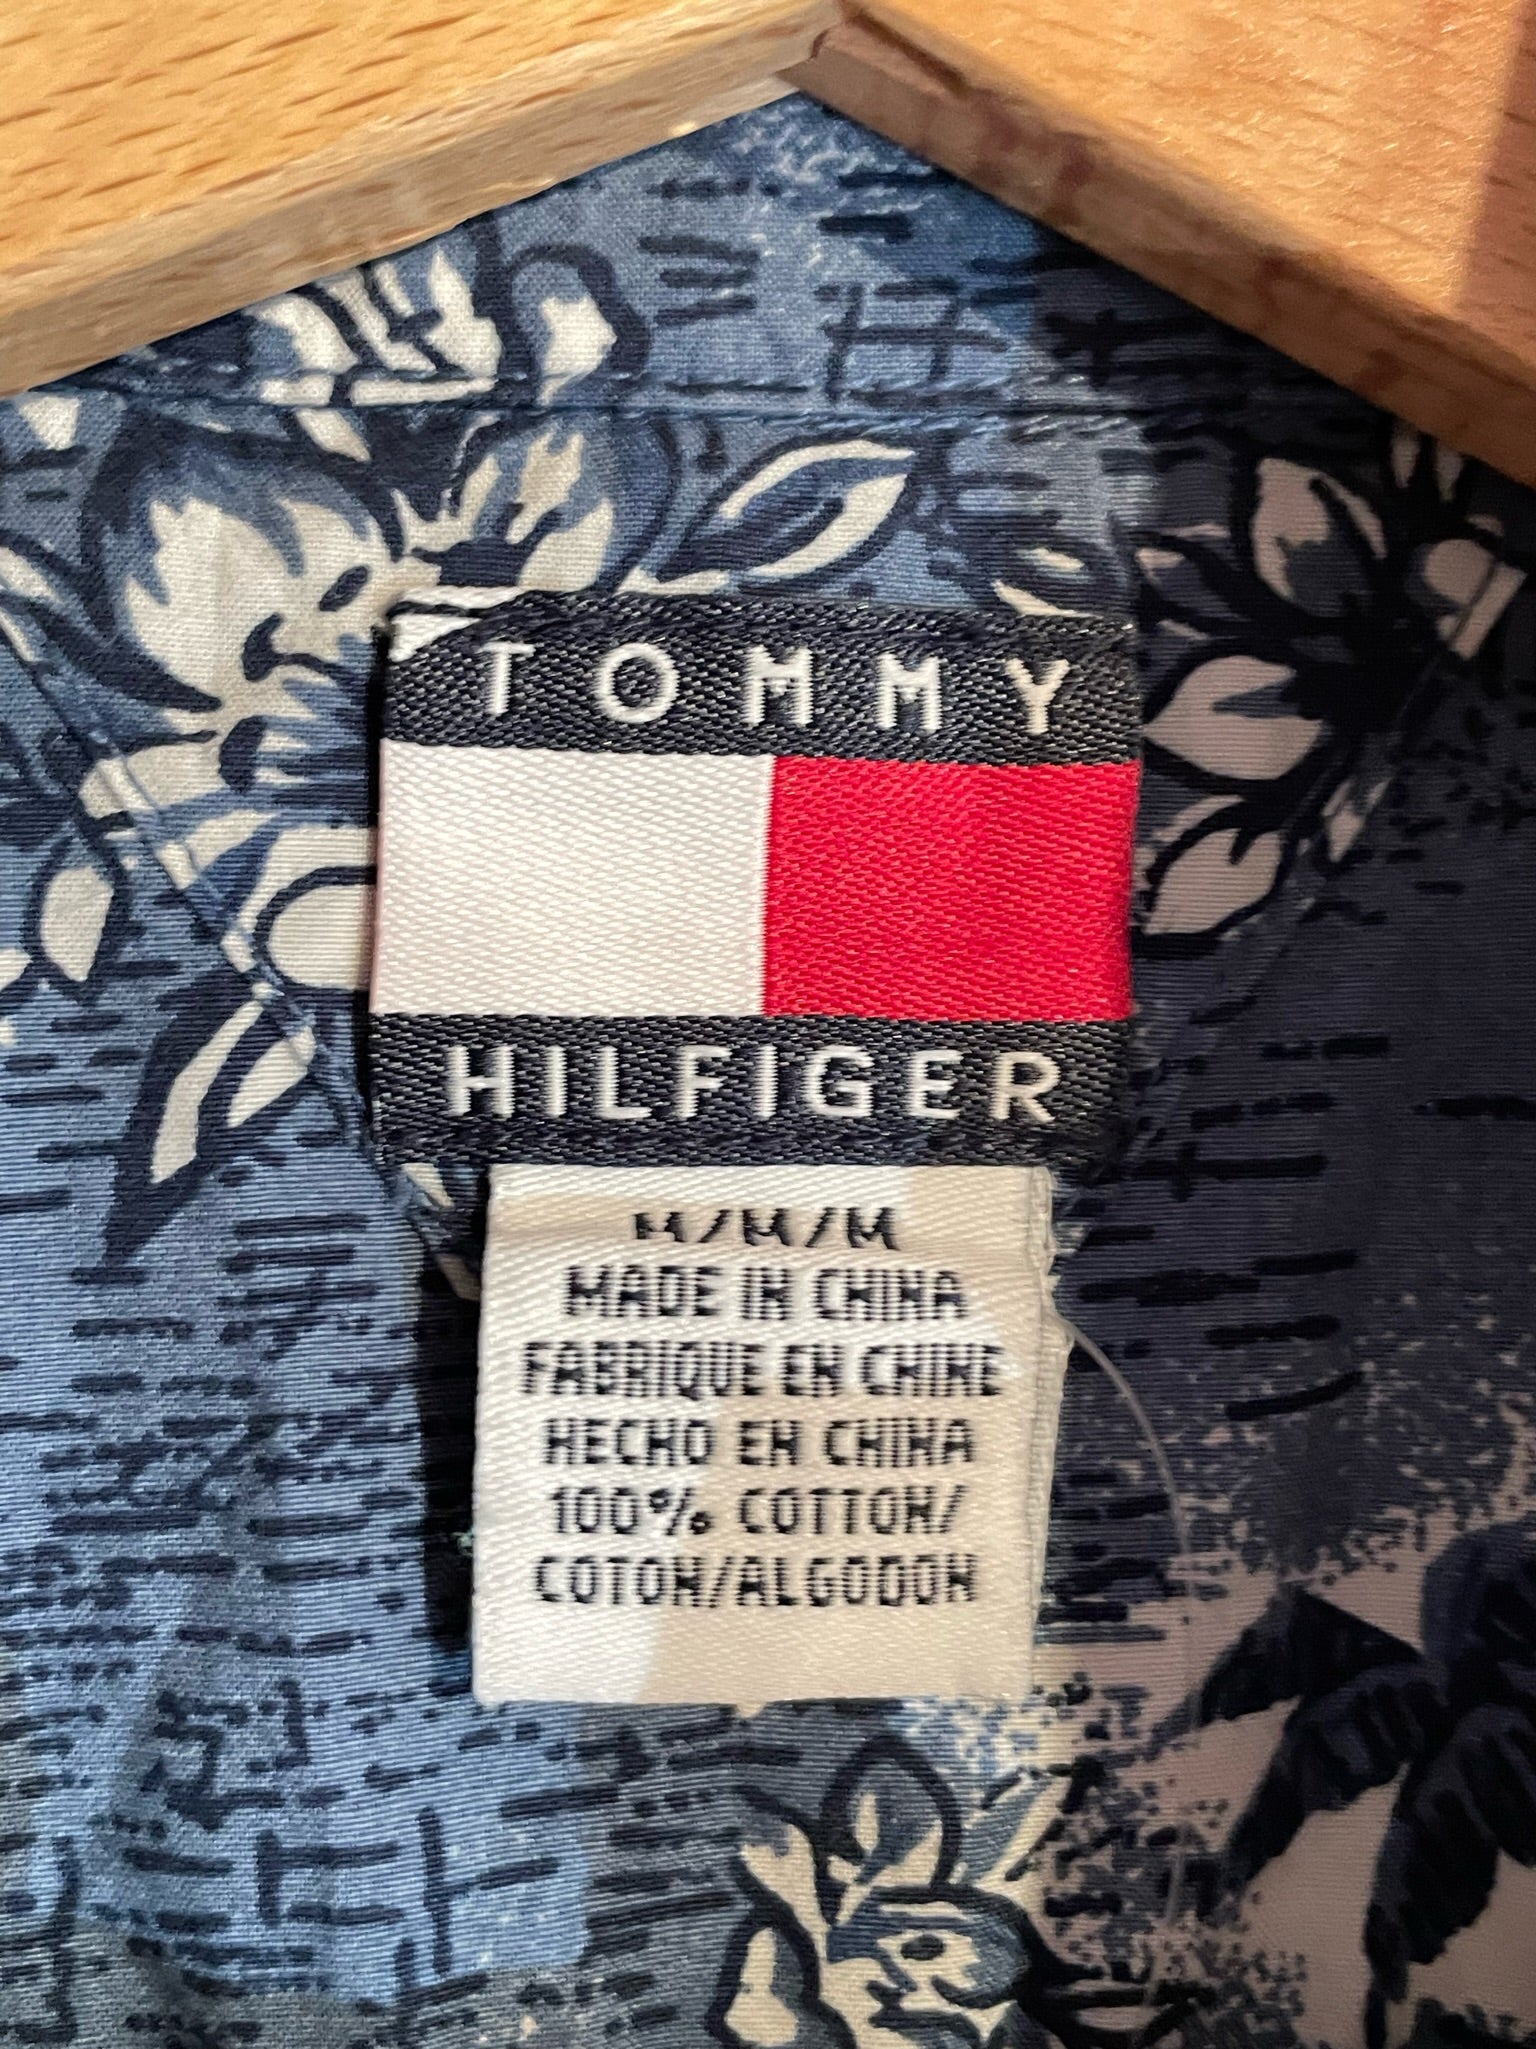 TOMMY
HILFIGER
M/M/M
MADE IN CHINA
FABRIQUE EN CHINE
HECHO EN CHINA
100% COTTON/
COTON/ALGODON